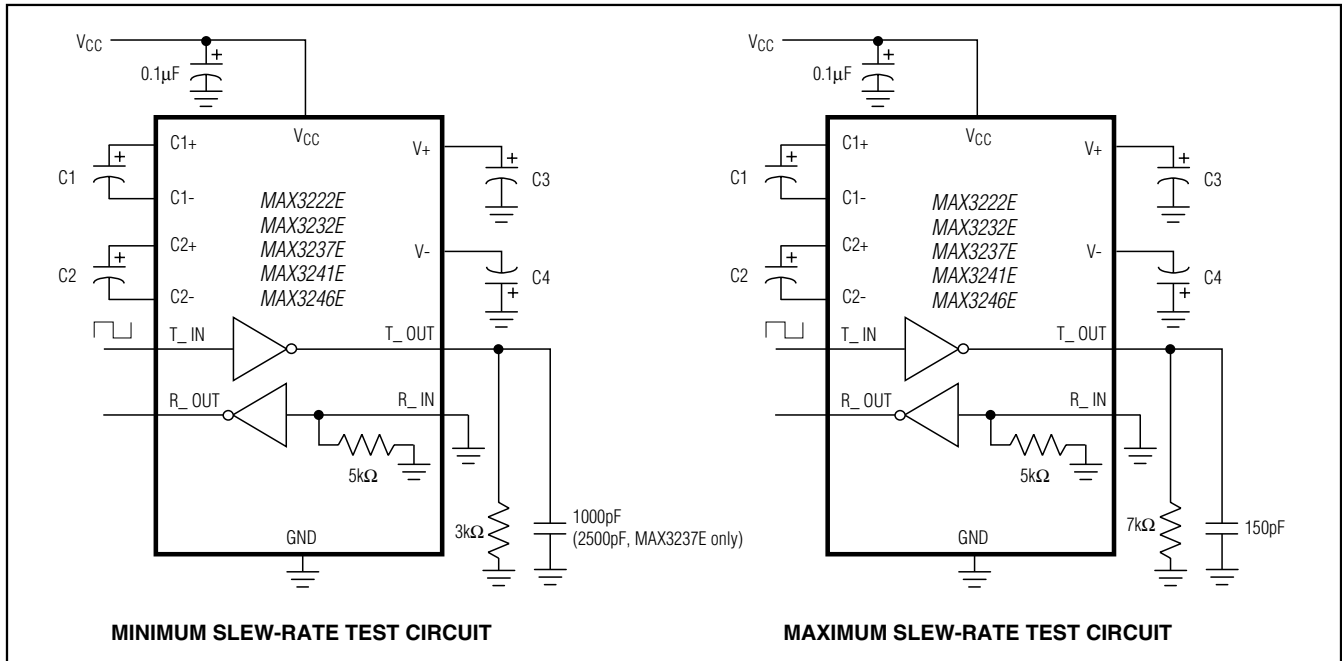 VCC
0.1µF
+
VCC
C1+
V+
+
C1
+
C3
C1-
MAX3222E
MAX3232E
C2+
MAX3237E
V-
C2
+
MAX3241E
C4
C2-
MAX3246E
+
T_ IN
T_ OUT
R_ OUT
R_ IN
5kΩ
3kΩ
1000pF
(2500pF, MAX3237E only)
GND
MINIMUM SLEW-RATE TEST CIRCUIT
VCC
0.1µF
+
VCC
C1+
V+
+
C1
+
C3
C1-
MAX3222E
MAX3232E
C2+
MAX3237E
V-
C2
+
MAX3241E
C4
C2-
MAX3246E
+
T_ IN
T_ OUT
R_ OUT
R_ IN
5kΩ
7kΩ
150pF
GND
MAXIMUM SLEW-RATE TEST CIRCUIT